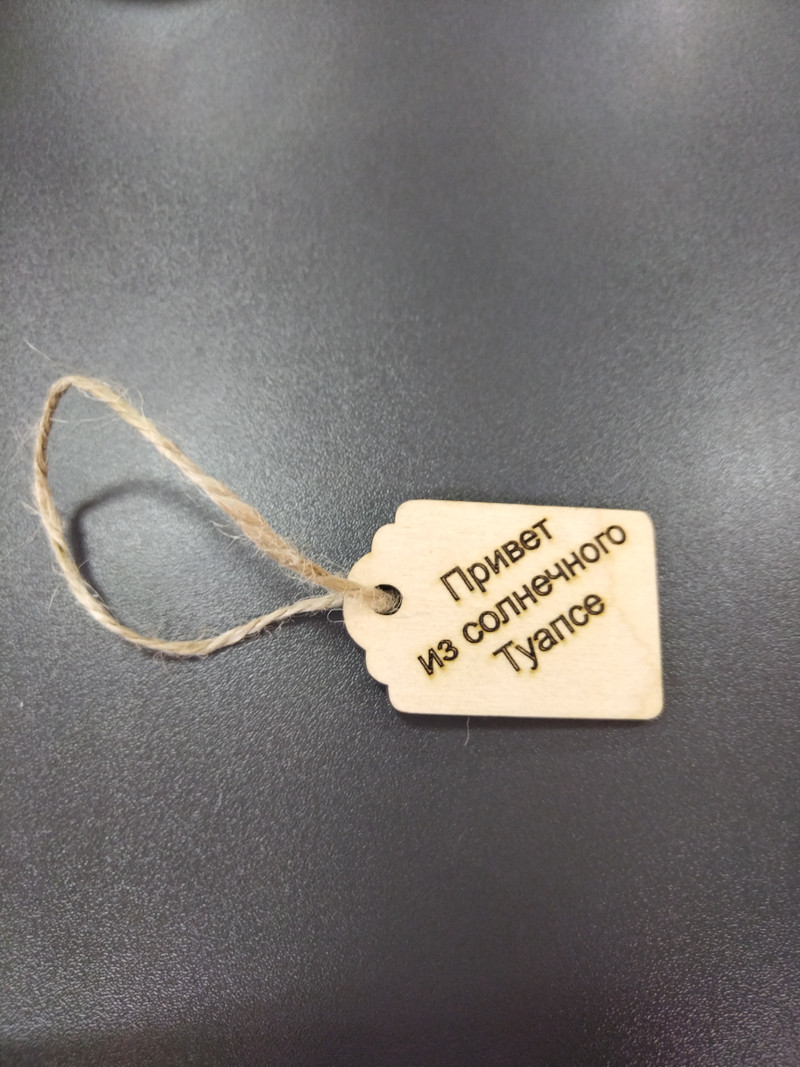 Привет
из солнечного
Туапсе